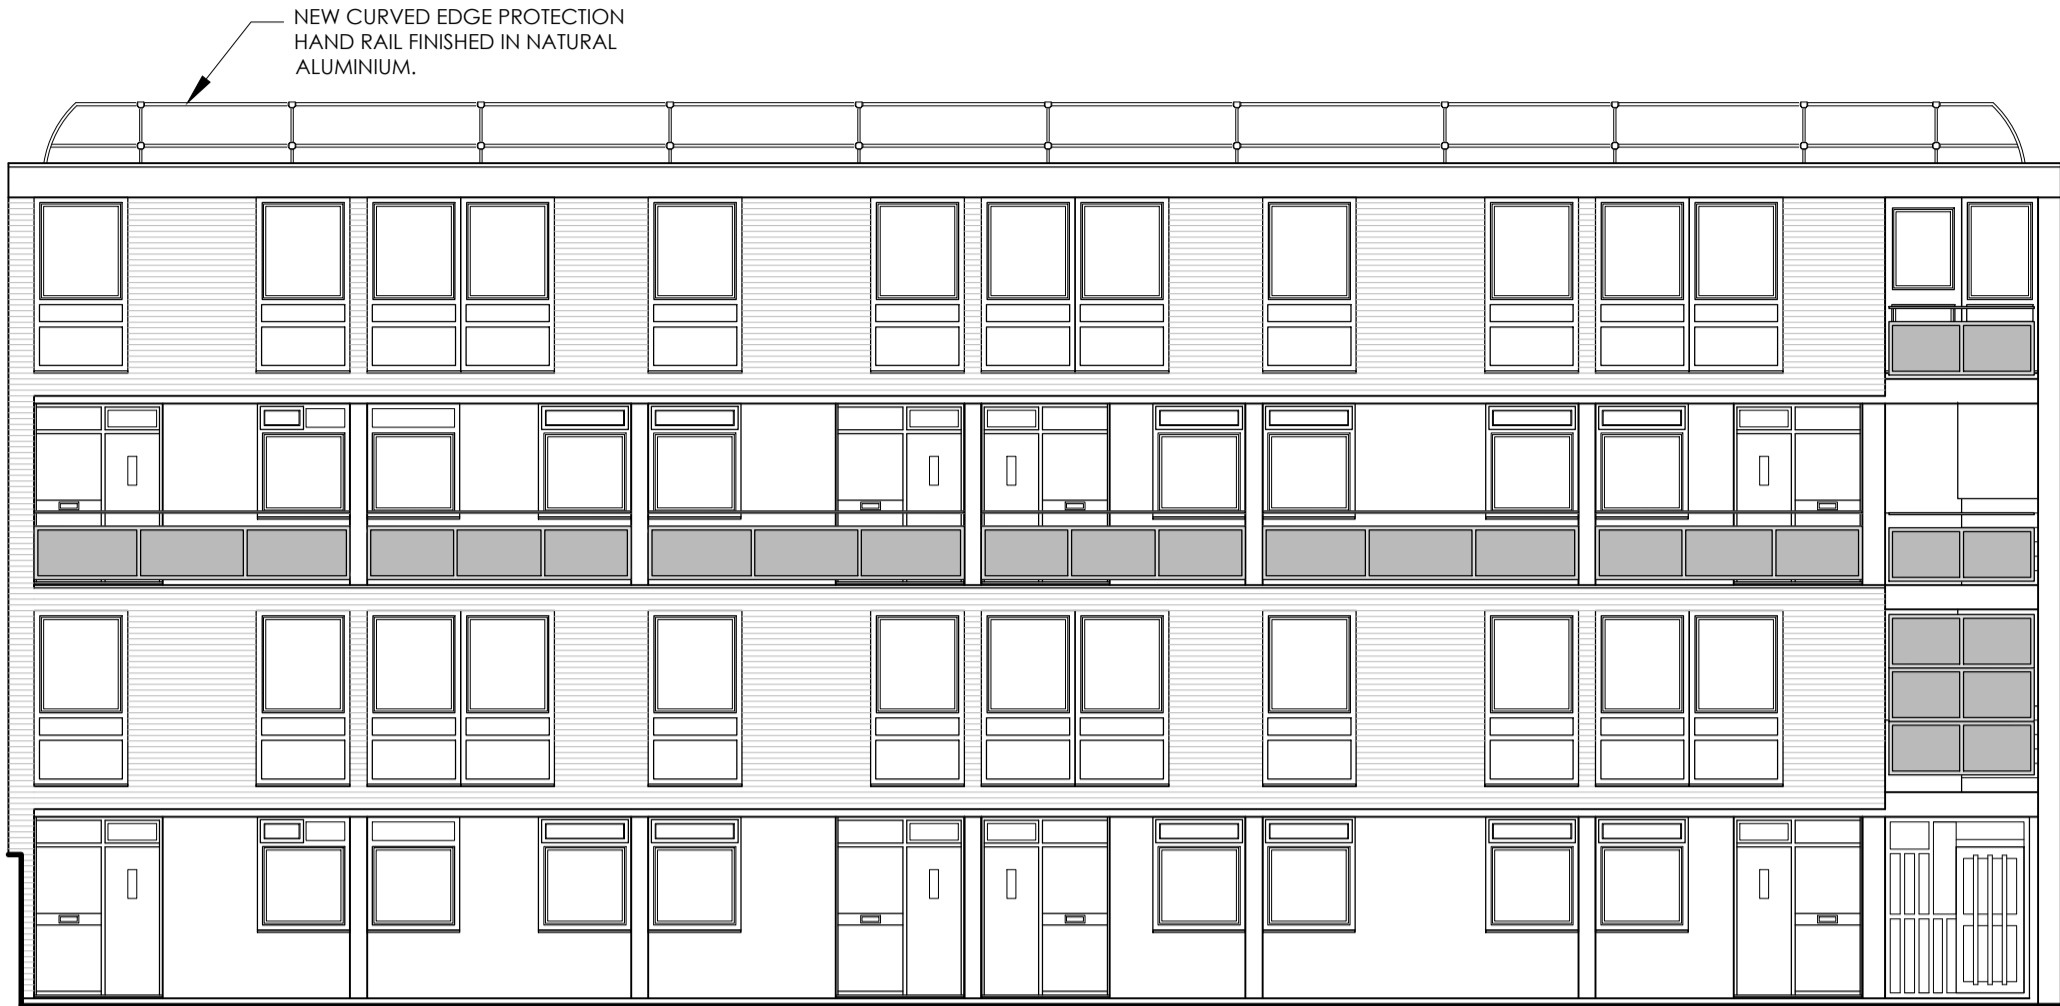 NEW CURVED EDGE PROTECTION
HAND RAIL FINISHED IN NATURAL
ALUMINIUM.